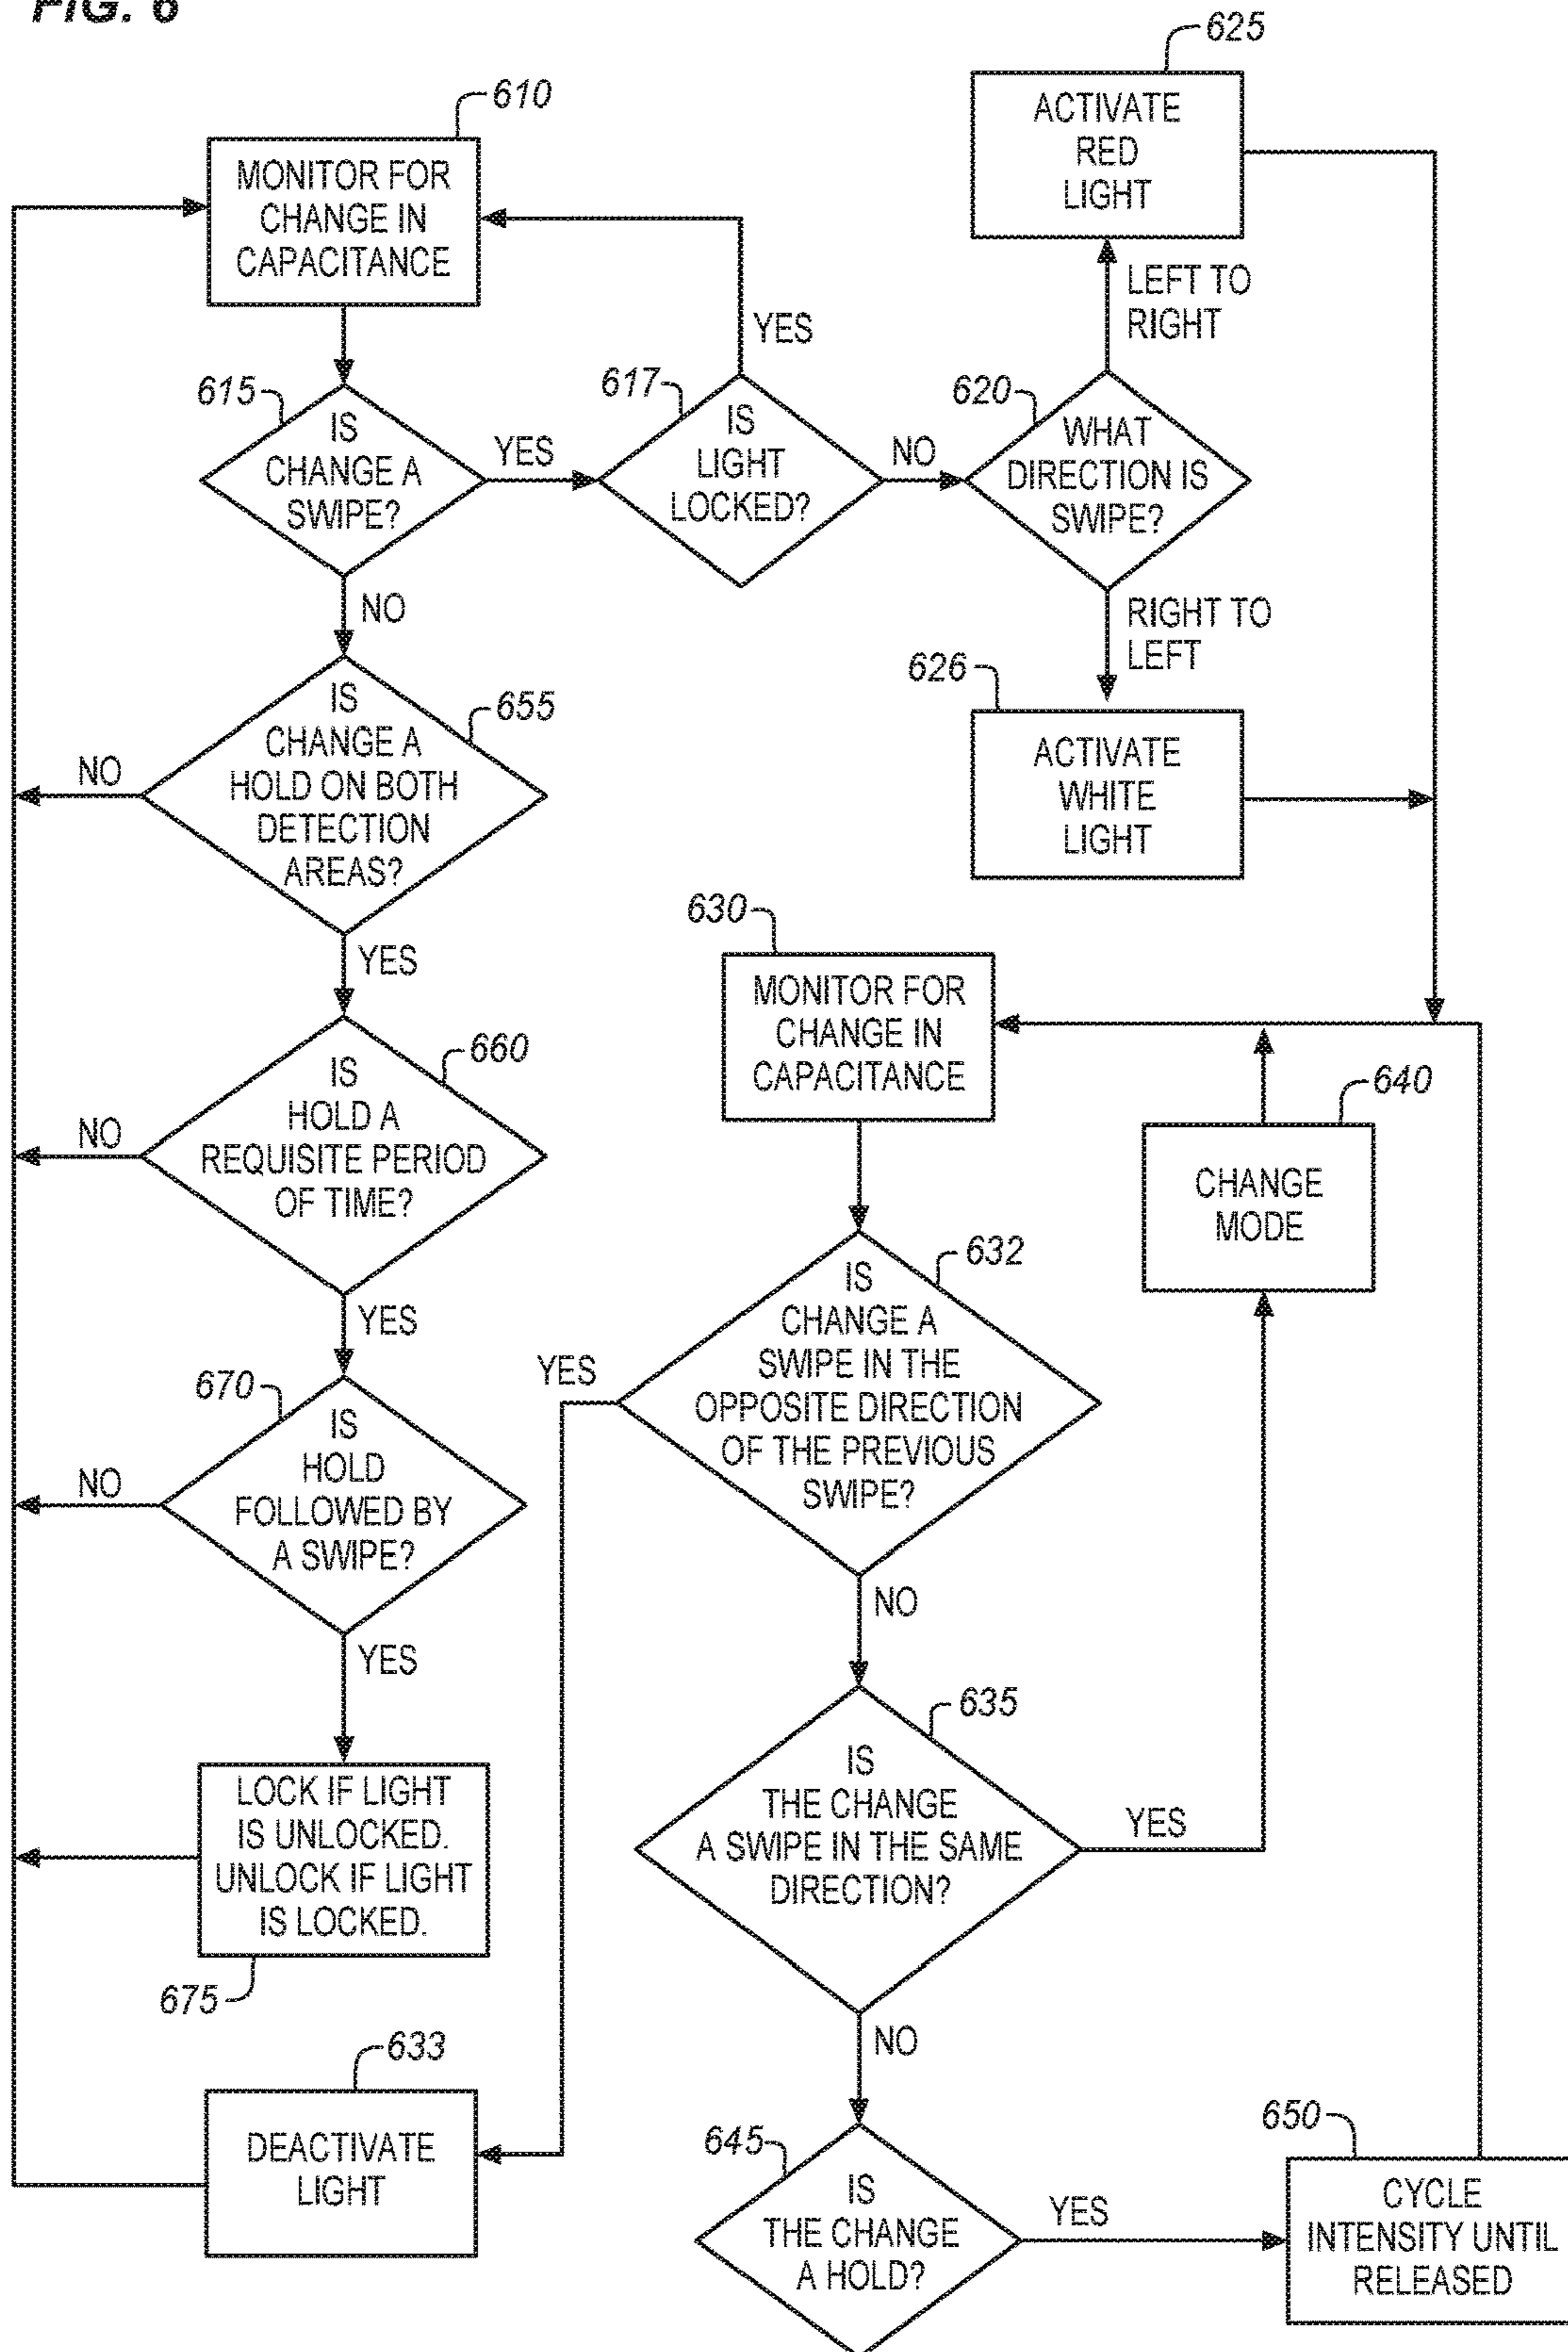 FIG. 6
610
MONITOR FOR
CHANGE IN
CAPACITANCE
625
ACTIVATE
RED
LIGHT
LEFT TO
RIGHT
YES
615
IS
CHANGE A
SWIPE?
YES
617
IS
LIGHT
LOCKED?
NO
620
WHAT
DIRECTION IS
SWIPE?
NO
RIGHT TO
LEFT
626
ACTIVATE
WHITE
LIGHT
655
IS
CHANGE A
HOLD ON BOTH
DETECTION
AREAS?
NO
YES
630
MONITOR FOR
CHANGE IN
CAPACITANCE
660
IS
HOLD A
REQUISITE PERIOD
OF TIME?
NO
YES
640
CHANGE
MODE
632
IS
CHANGE A
SWIPE IN THE
OPPOSITE DIRECTION
OF THE PREVIOUS
SWIPE?
YES
NO
670
IS
HOLD
FOLLOWED BY
A SWIPE?
NO
YES
635
IS
THE CHANGE
A SWIPE IN THE SAME
DIRECTION?
YES
NO
LOCK IF LIGHT
IS UNLOCKED.
UNLOCK IF LIGHT
IS LOCKED.
675
633
DEACTIVATE
LIGHT
645
IS
THE CHANGE
A HOLD?
YES
650
CYCLE
INTENSITY UNTIL
RELEASED